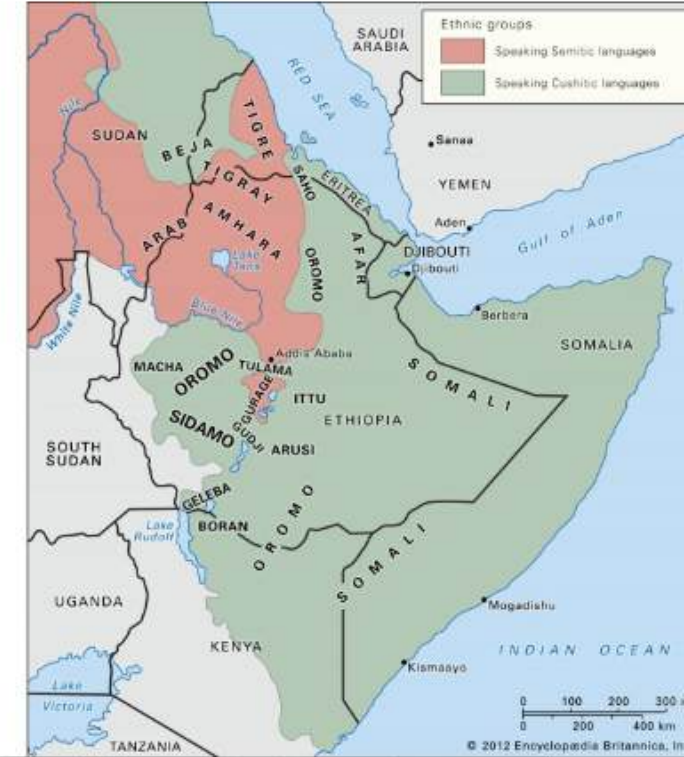 SAUDI
ARABIA
Ethnic groups
Speaking Semitic languages
Speaking Cushitic languages
RED SEA
Nile
SUDAN
BEJA
TIGRE
Sanaa
YEMEN
TIGRAY
SAHO
ERITREA
ARAB
AMHARA
Aden
Gulf of Aden
Lake
Tana
OROMO
AFAR
DJIBOUTI
Djibouti
White Nile
Blue Nile
Berbera
SOMALIA
Addis Ababa
MACHA
OROMO
TULAMA
SOMALI
GURAGE
ITTU
ETHIOPIA
SIDAMO
GUDJI
ARUSI
SOUTH
SUDAN
GELEBA
BORAN
OROMO
Lake
Rudolf
SOMALI
UGANDA
Mogadishu
KENYA
INDIAN OCEAN
Kismaayo
Lake
Victoria
0 100 200 300
0 200 400 km
TANZANIA
© 2012 Encyclopædia Britannica, In